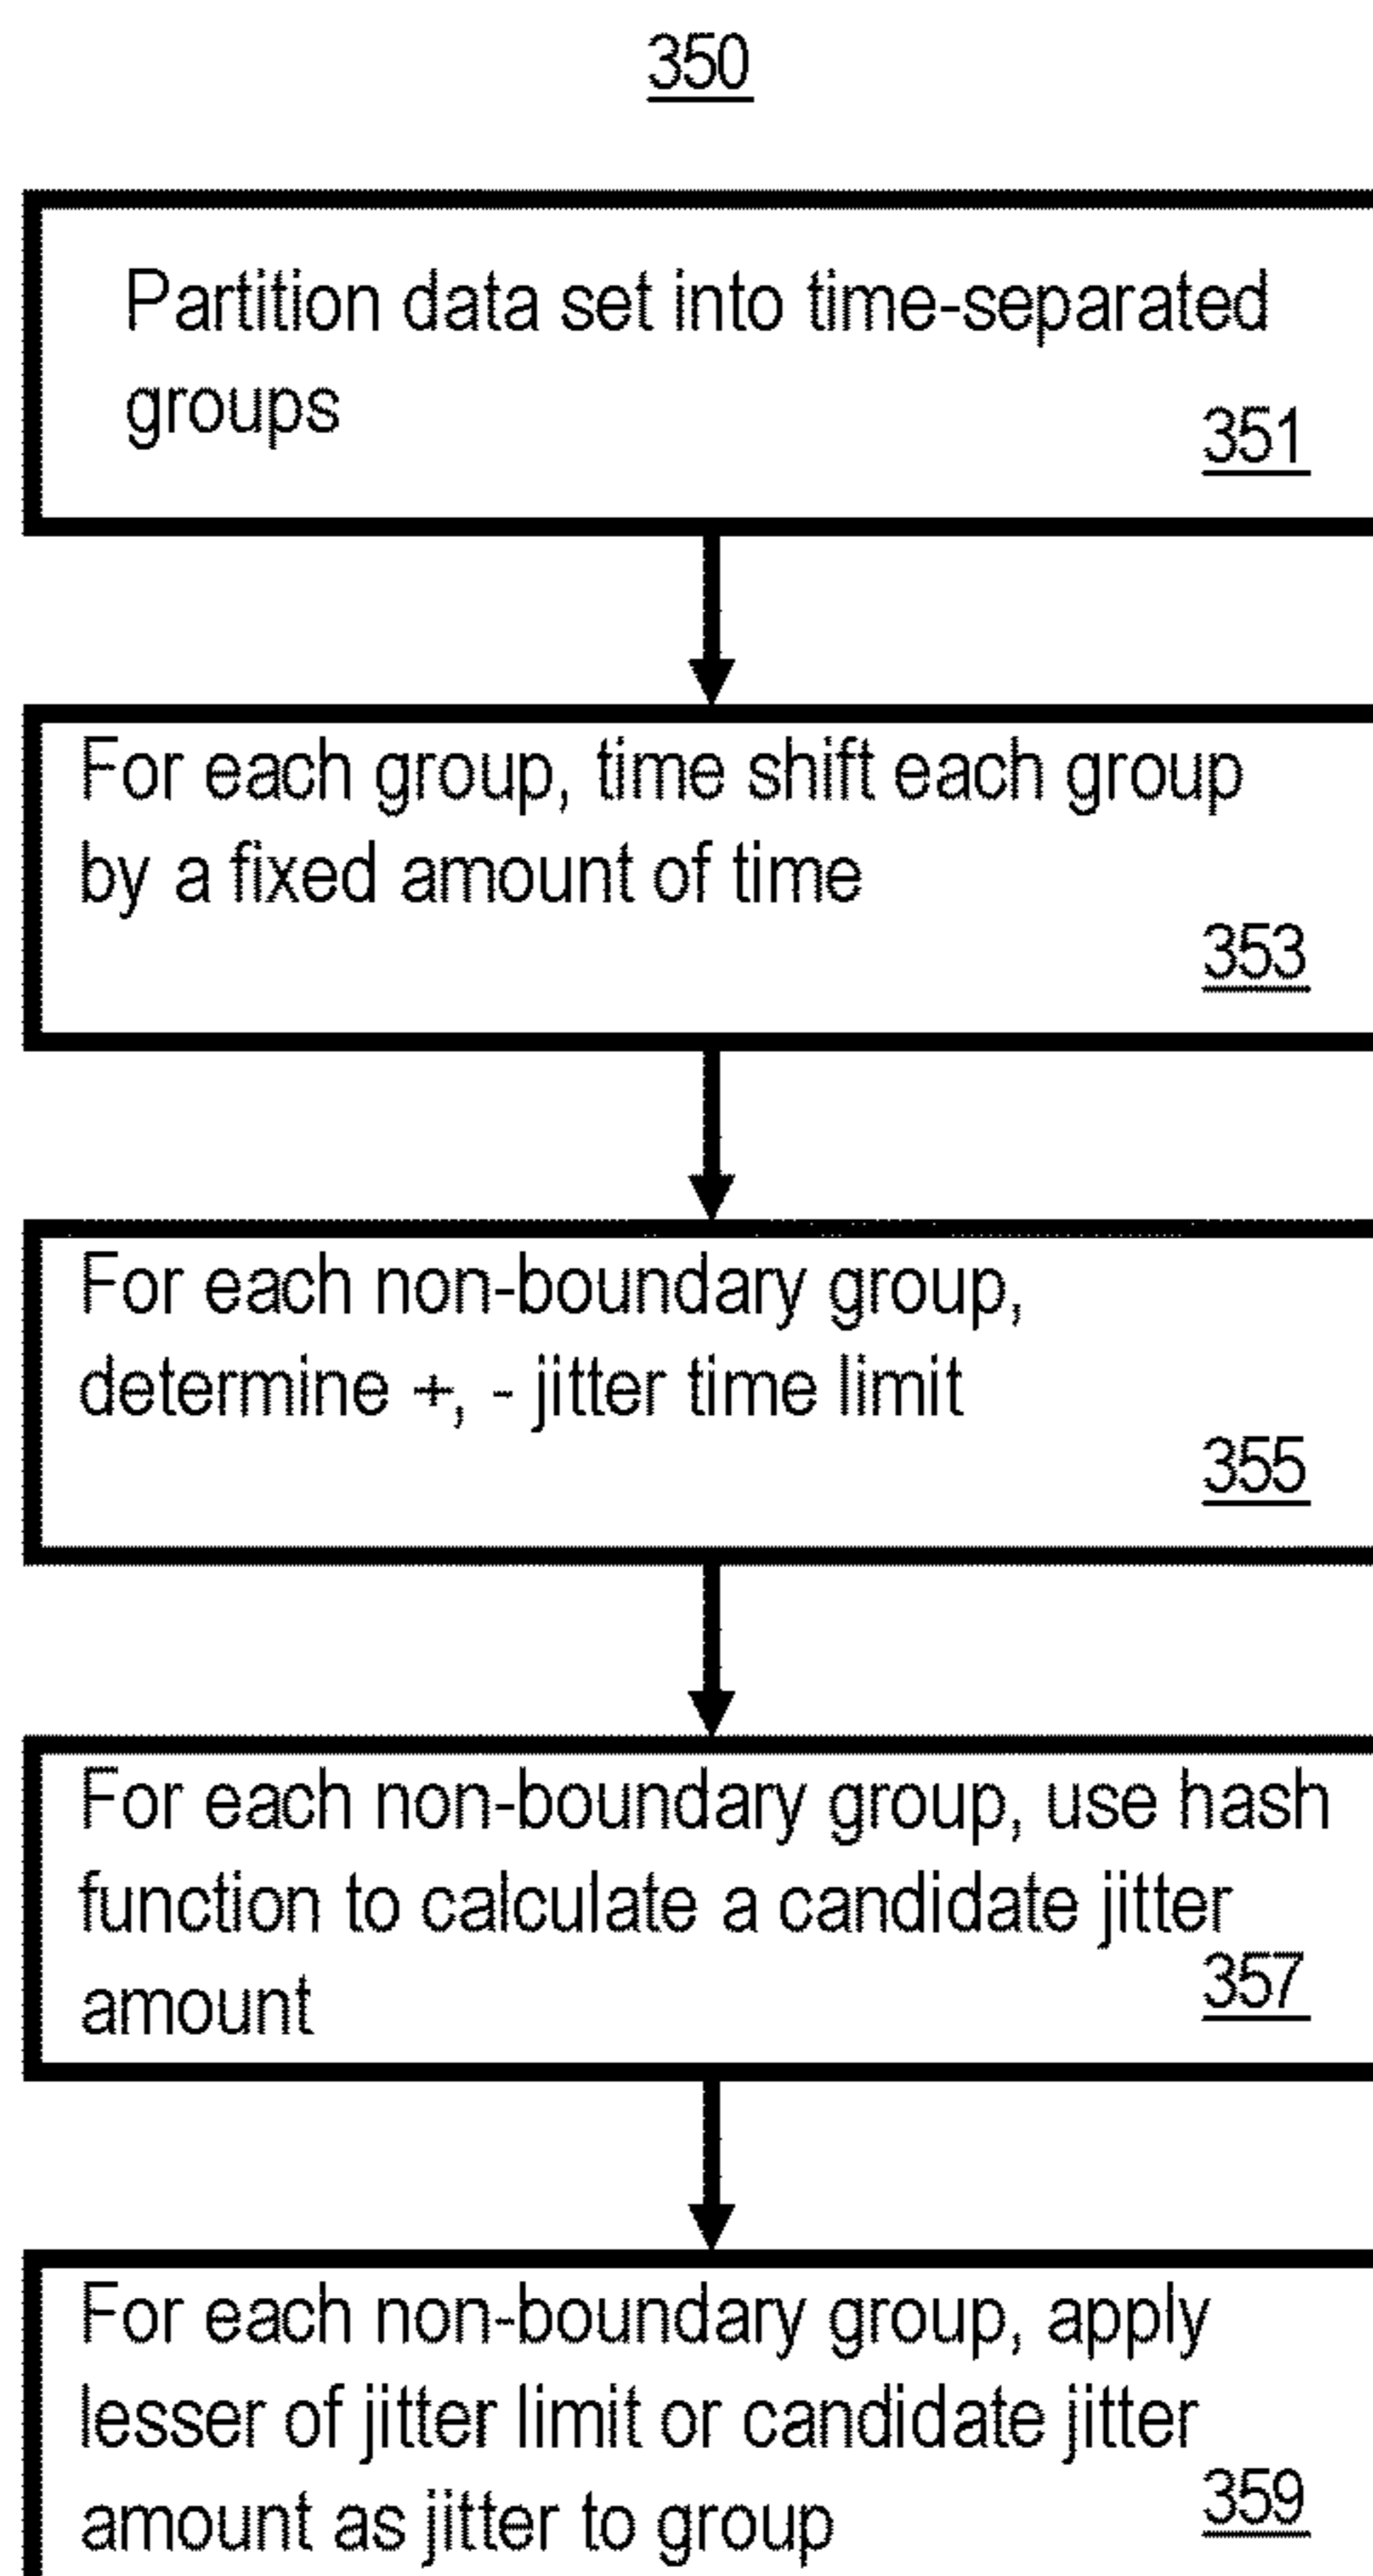 350
Partition data set into time-separated
groups
351
For each group, time shift each group
by a fixed amount of time
353
For each non-boundary group,
determine +, - jitter time limit
355
For each non-boundary group, use hash
function to calculate a candidate jitter
amount
357
For each non-boundary group, apply
lesser of jitter limit or candidate jitter
amount as jitter to group
359